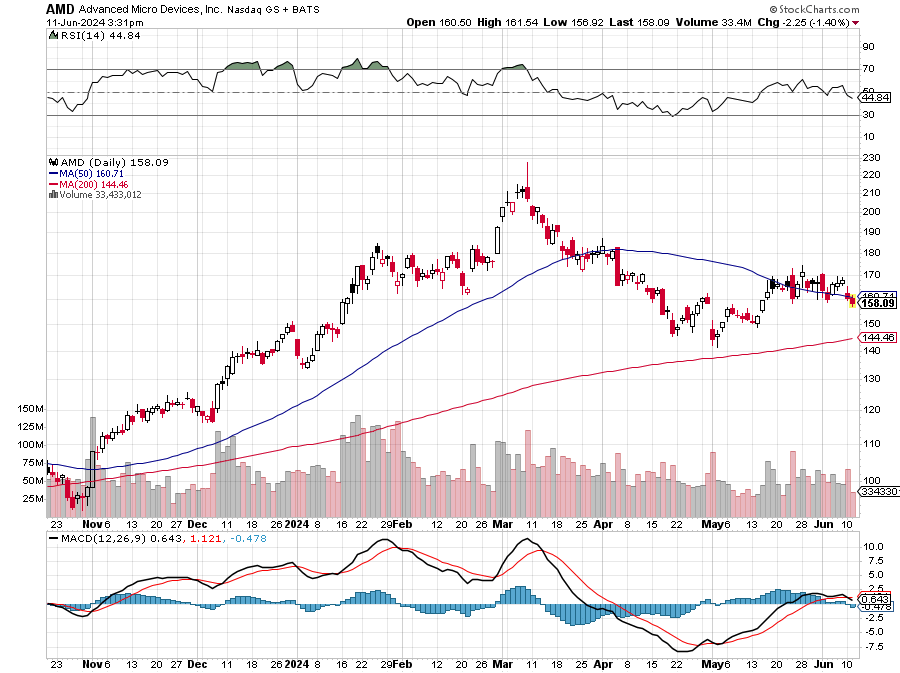 AMD Advanced Micro Devices, Inc. Nasdaq GS + BATS © StockCharts.com
11-Jun-2024 3:31pm Open 160.50 High 161.54 Low 156.92 Last 158.09 Volume 33.4M Chg -2.25 (-1.40%)
RSI(14) 44.84
90
70
50
44.84
30
10
AMD (Daily) 158.09
MA(50) 160.71
MA(200) 144.46
Volume 33,433,012
230
220
210
200
190
180
170
160.71
158.09
150
144.46
140
130
120
110
100
334330
150M
125M
100M
75M
50M
25M
23 Nov 6 13 20 27 Dec 11 18 26 2024 8 16 22 Feb 12 20 26 Mar 11 18 25 Apr 8 15 22 May 6 13 20 28 Jun 10
MACD(12,26,9) 0.643, 1.121, -0.478
10.0
7.5
5.0
2.5
0.643
-0.478
-2.5
-5.0
-7.5
23 Nov 6 13 20 27 Dec 11 18 26 2024 8 16 22 Feb 12 20 26 Mar 11 18 25 Apr 8 15 22 May 6 13 20 28 Jun 10